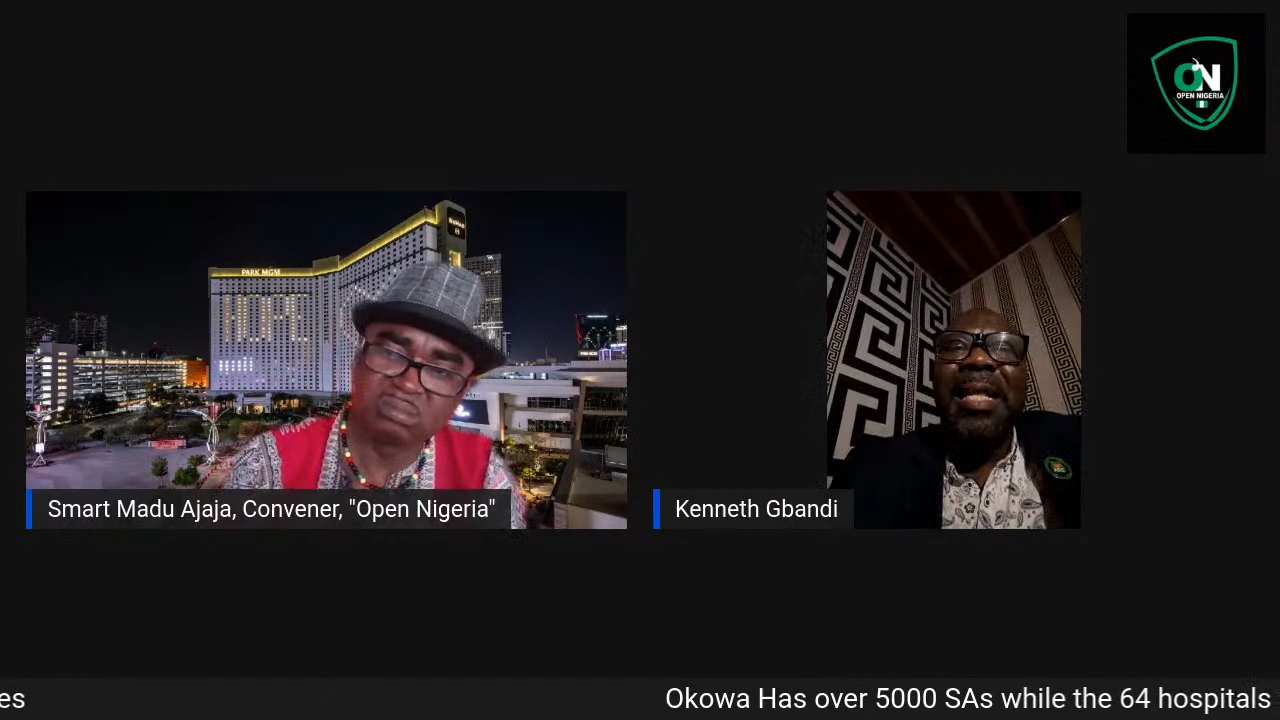 ON
OPEN NIGERIA
PARK MGM
Smart Madu Ajaja, Convener, "Open Nigeria"
Kenneth Gbandi
es
Okowa Has over 5000 SAs while the 64 hospitals